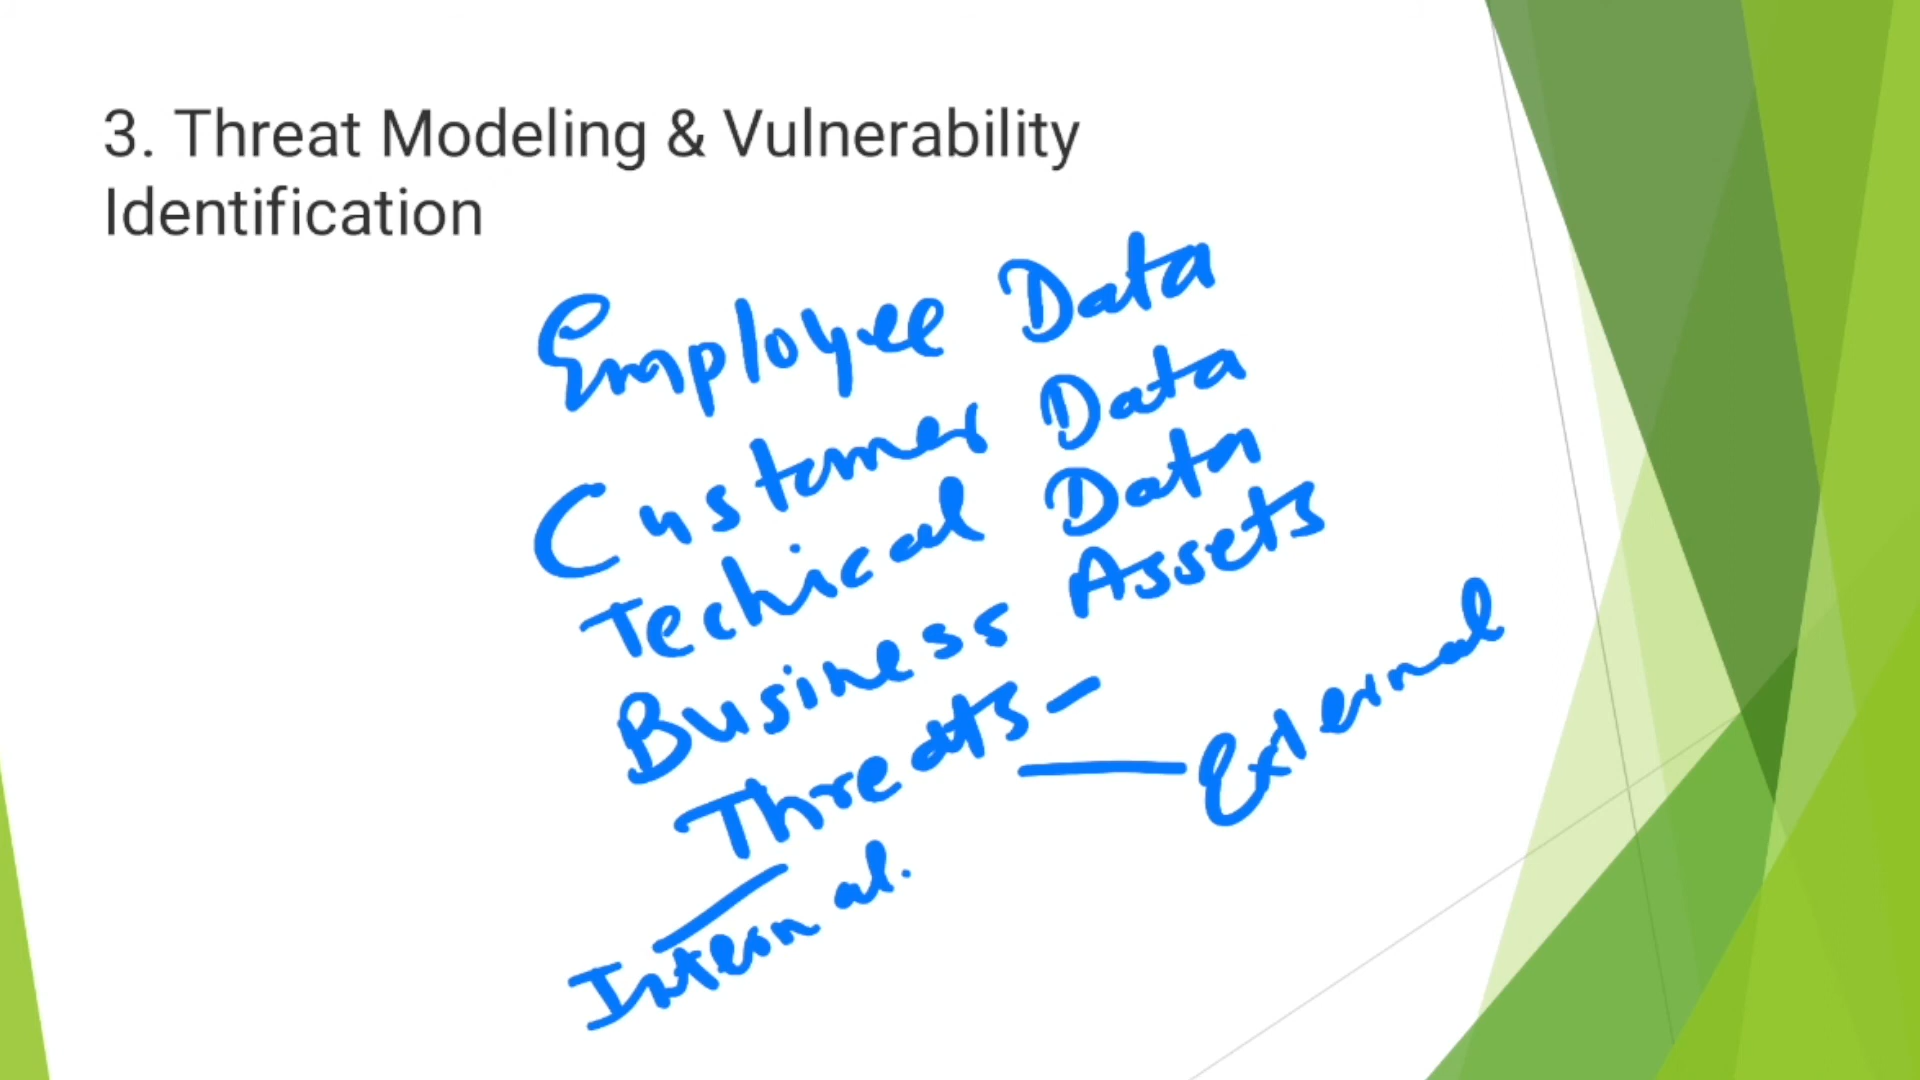 3. Threat Modeling & Vulnerability
Identification
Employee Data
Customer Data
Techical Data
Business Assets
Threats -
External
Internal.